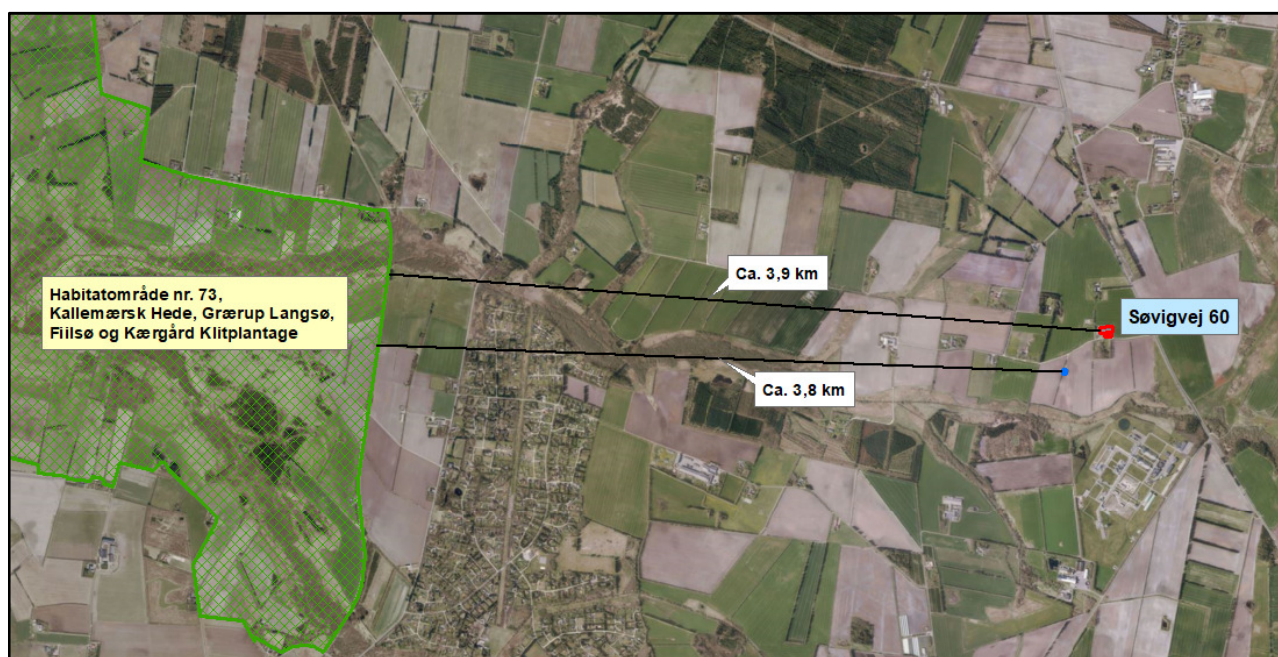 Ca. 3,9 km
Habitatområde nr. 73,
Kallemærsk Hede, Grærup Langsø,
Fiilsø og Kærgård Klitplantage
Søvigvej 60
Ca. 3,8 km